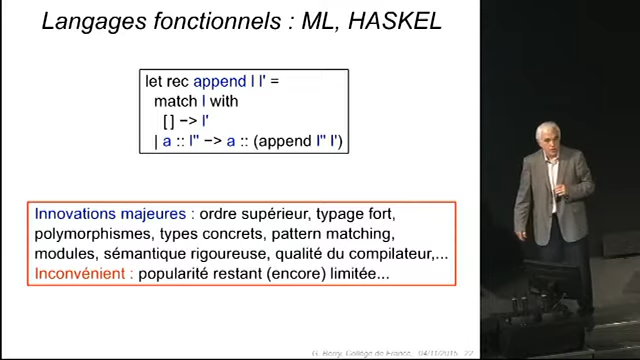 Langages fonctionnels : ML, HASKEL
let rec append l l' =
match l with
[ ] −> l'
| a :: l'' −> a :: (append l'' l')
Innovations majeures : ordre supérieur, typage fort,
polymorphismes, types concrets, pattern matching,
modules, sémantique rigoureuse, qualité du compilateur,...
Inconvénient : popularité restant (encore) limitée...
G. Berry, Collège de France, 04/11/2015 22